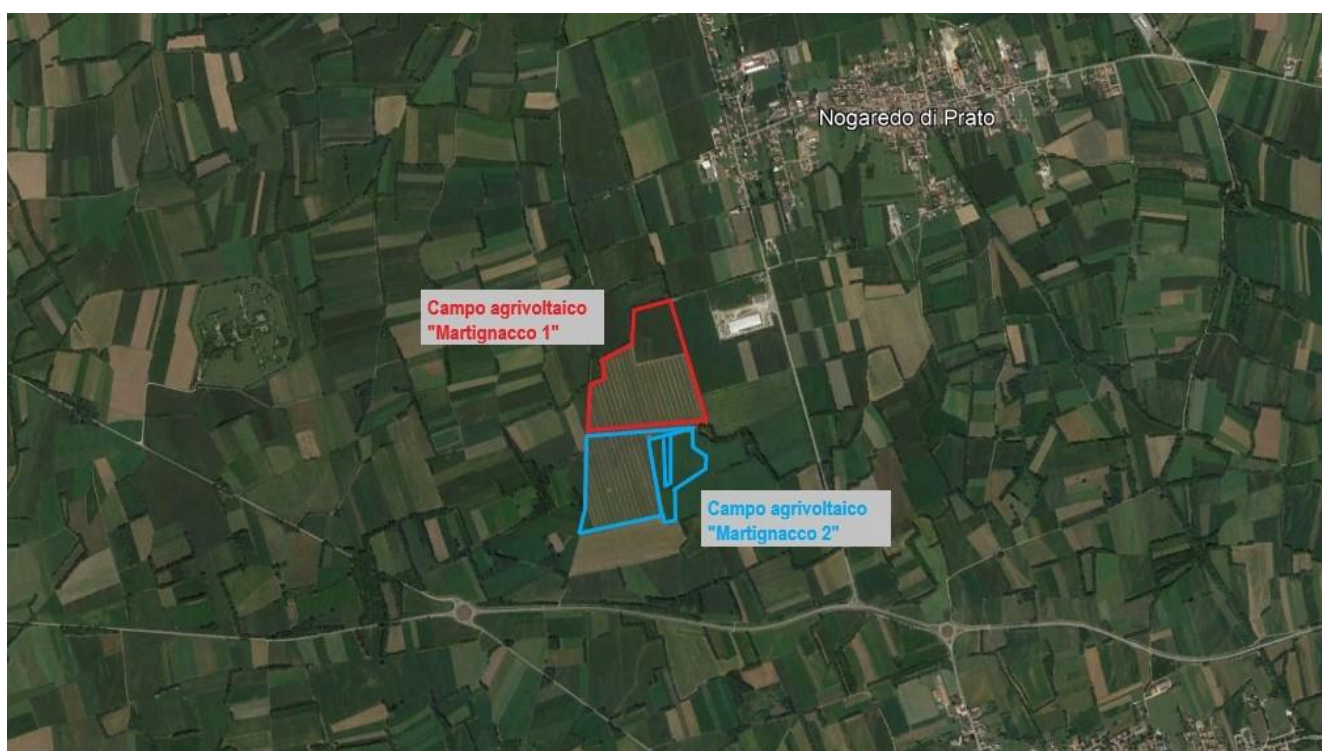 Nogaredo di Prato
Campo agrivoltaico
"Martignacco 1"
Campo agrivoltaico
"Martignacco 2"